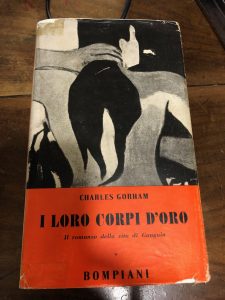 CHARLES GORHAM
I LORO CORPI D'ORO
Il romanzo della vita di Gauguin
BOMPIANI